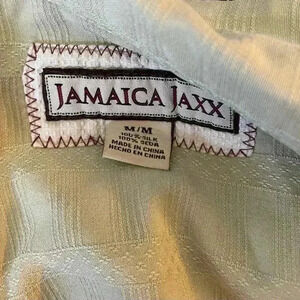 JAMAICA JAXX
M/M
100% SILK
100% SEDA
MADE IN CHINA
HECHO EN CHINA